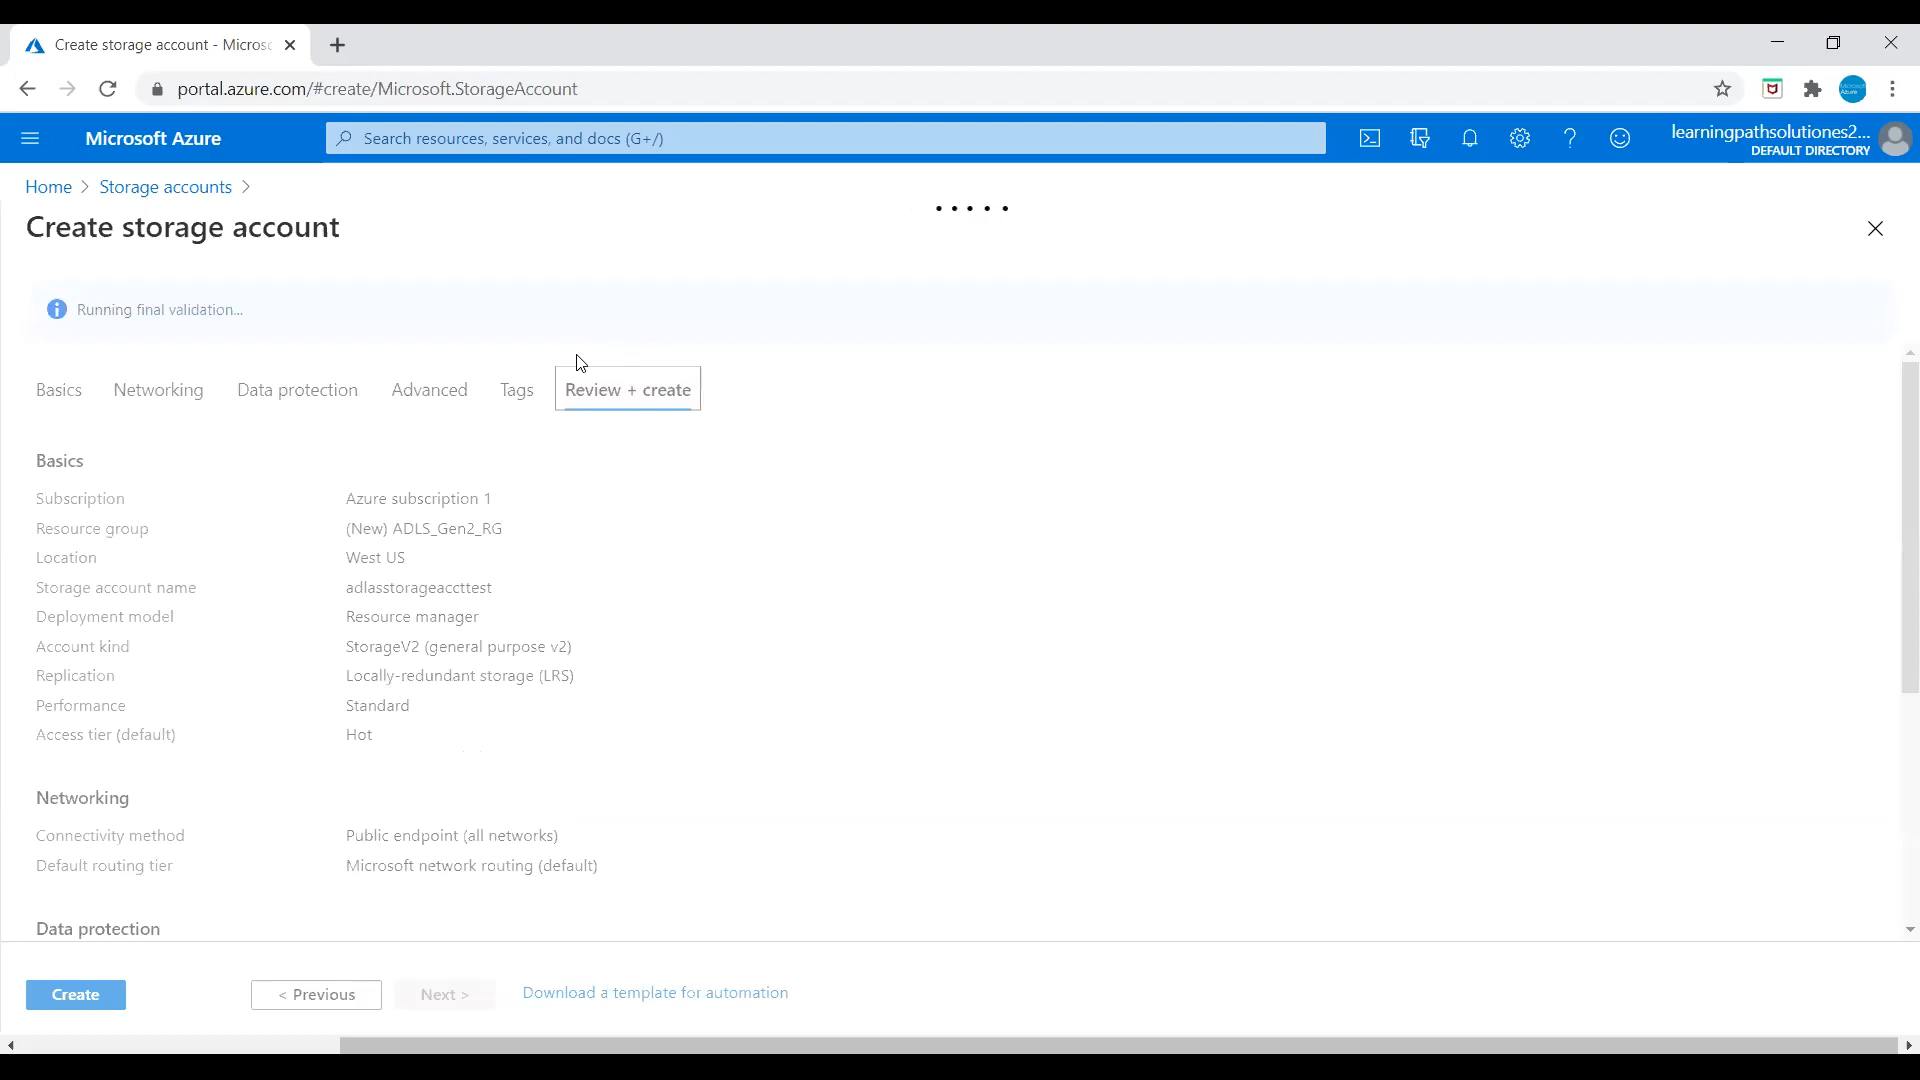 Create storage account - Micros
portal.azure.com/#create/Microsoft.StorageAccount
Microsoft Azure
Search resources, services, and docs (G+/)
learningpathsolutiones2...
DEFAULT DIRECTORY
Home > Storage accounts >
Create storage account
Running final validation...
Basics Networking Data protection Advanced Tags Review + create
Basics
Subscription Azure subscription 1
Resource group (New) ADLS_Gen2_RG
Location West US
Storage account name adlasstorageaccttest
Deployment model Resource manager
Account kind StorageV2 (general purpose v2)
Replication Locally-redundant storage (LRS)
Performance Standard
Access tier (default) Hot
Networking
Connectivity method Public endpoint (all networks)
Default routing tier Microsoft network routing (default)
Data protection
Create < Previous Next > Download a template for automation